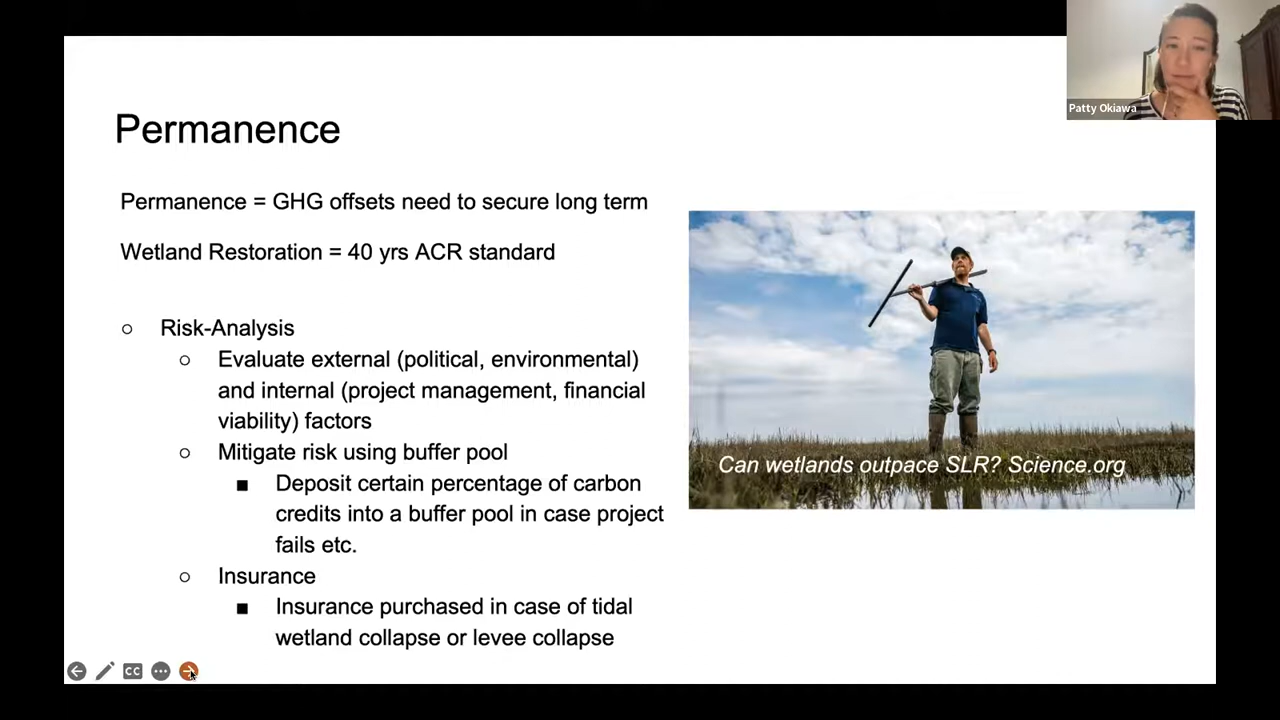 Patty Okiawa
Permanence
Permanence = GHG offsets need to secure long term
Wetland Restoration = 40 yrs ACR standard
Risk-Analysis
Evaluate external (political, environmental)
and internal (project management, financial
viability) factors
Mitigate risk using buffer pool
Deposit certain percentage of carbon
credits into a buffer pool in case project
fails etc.
Insurance
Insurance purchased in case of tidal
wetland collapse or levee collapse
Can wetlands outpace SLR? Science.org
CC